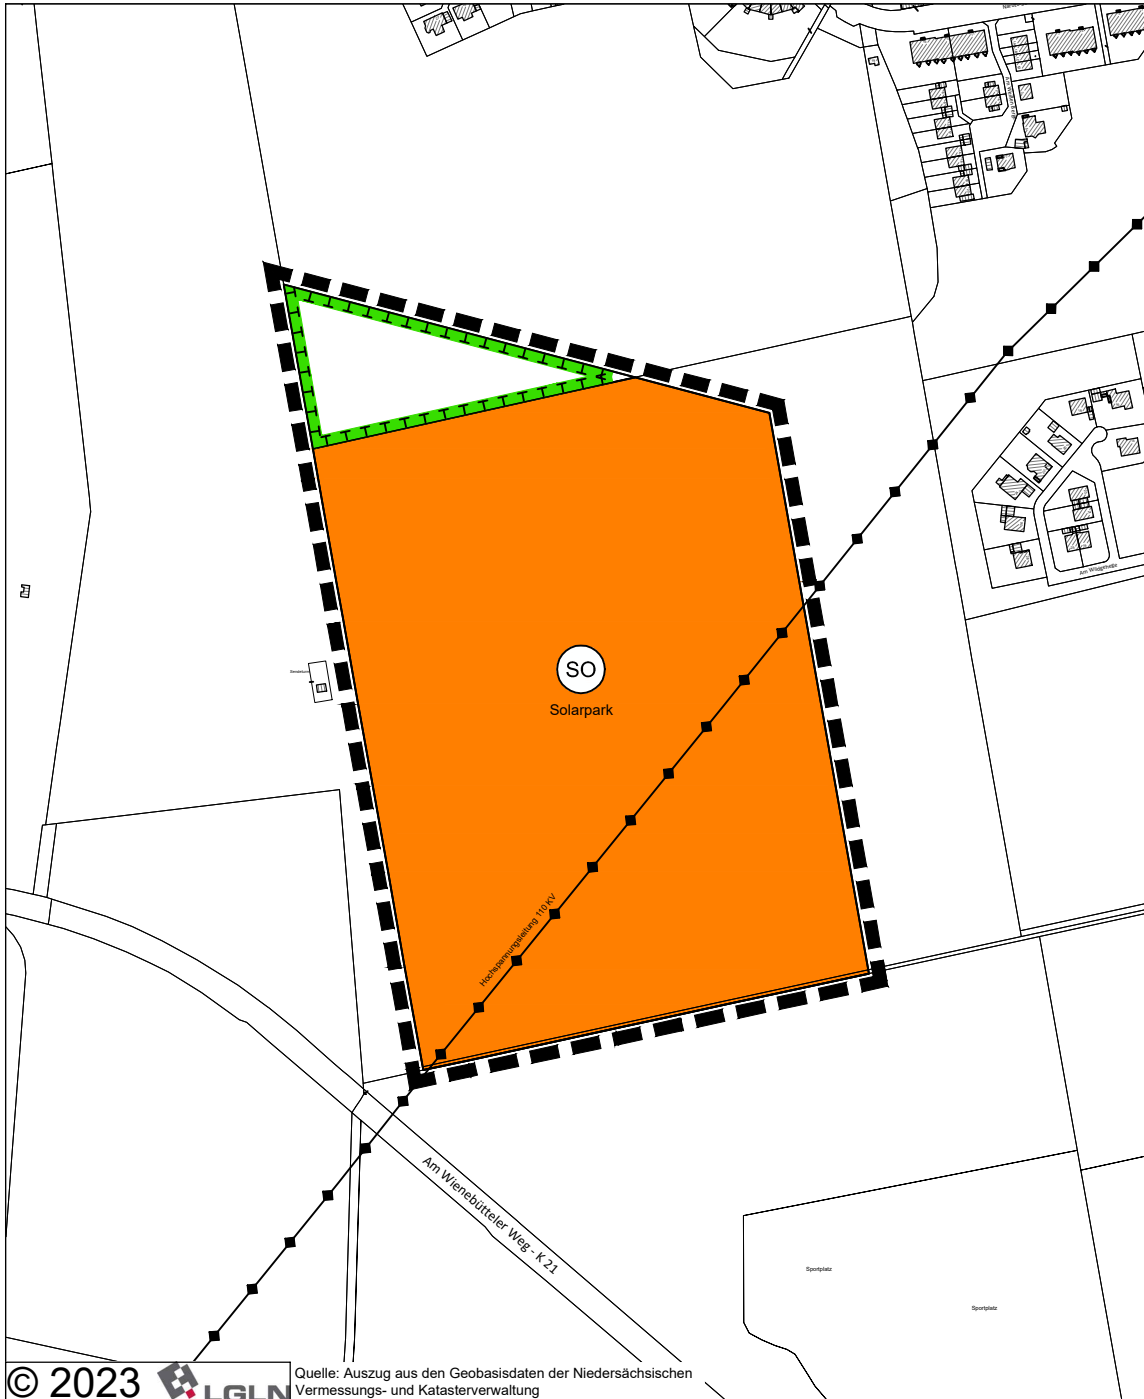 Am Wiesgehölz
SO
Solarpark
Hochspannungsleitung 110 KV
Am Wienebütteler Weg - K 21
Sportplatz
Sportplatz
© 2023
LGLN
Quelle: Auszug aus den Geobasisdaten der Niedersächsischen
Vermessungs- und Katasterverwaltung